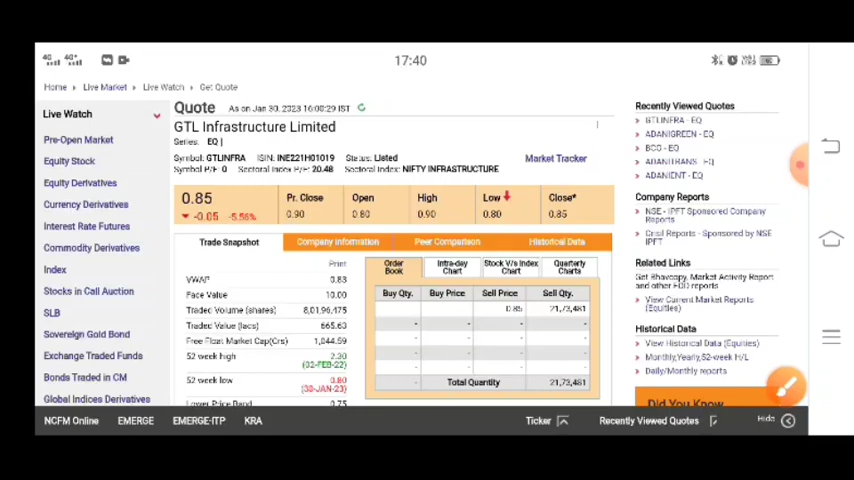 4G 4G+
17:40
Home Live Market Live Watch Get Quote
Live Watch
Pre-Open Market
Equity Stock
Equity Derivatives
Currency Derivatives
Interest Rate Futures
Commodity Derivatives
Index
Stocks in Call Auction
SLB
Sovereign Gold Bond
Exchange Traded Funds
Bonds Traded in CM
Global Indices Derivatives
Quote As on Jan 30, 2023 16:00:29 IST
GTL Infrastructure Limited
Series: EQ |
Symbol: GTLINFRA ISIN: INE221H01019 Status: Listed
Market Tracker
Symbol P/E: 0 Sectoral Index P/E: 20.48 Sectoral Index: NIFTY INFRASTRUCTURE
0.85 Pr. Close Open High Low Close*
-0.05 -5.56% 0.90 0.80 0.90 0.80 0.85
Trade Snapshot Company Information Peer Comparison Historical Data
Print
VWAP 0.83
Face Value 10.00
Traded Volume (shares) 8,01,96,475
Traded Value (lacs) 665.63
Free Float Market Cap(Crs) 1,044.59
52 week high 2.30
(02-FEB-22)
52 week low 0.80
(30-JAN-23)
Lower Price Band 0.75
Order Book
Intra-day Chart
Stock V/s Index Chart
Quarterly Charts
Buy Qty. Buy Price Sell Price Sell Qty.
0.85 21,73,481
- - - -
- - - -
- - - -
- - - -
- Total Quantity 21,73,481
Recently Viewed Quotes
GTLINFRA - EQ
ADANIGREEN - EQ
BCG - EQ
ADANITRANS - EQ
ADANIENT - EQ
Company Reports
NSE - IPFT Sponsored Company
Reports
Crisil Reports - Sponsored by NSE
IPFT
Related Links
Get Bhavcopy, Market Activity Report
and other EOD reports
View Current Market Reports
(Equities)
Historical Data
View Historical Data (Equities)
Monthly,Yearly,52-week H/L
Daily/Monthly reports
Did You Know
NCFM Online EMERGE EMERGE-ITP KRA Ticker Recently Viewed Quotes Hide